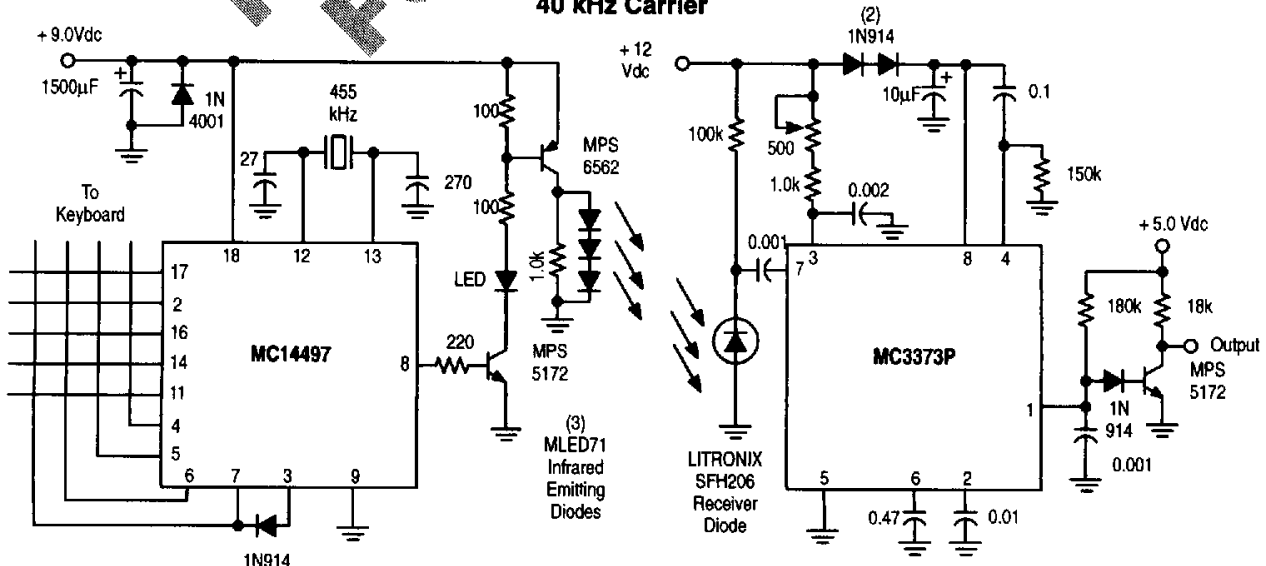 40 kHz Carrier
+ 9.0Vdc
1500µF
+
1N
4001
455
kHz
27
270
To
Keyboard
100
100
MPS
6562
LED
1.0k
220
MPS
5172
18
12
13
17
2
16
14
11
4
5
6
7
3
9
8
MC14497
1N914
(3)
MLED71
Infrared
Emitting
Diodes
+ 12
Vdc
(2)
1N914
10µF
+
0.1
100k
500
1.0k
0.002
150k
0.001
7
3
8
4
MC3373P
1
5
6
2
0.47
0.01
LITRONIX
SFH206
Receiver
Diode
+ 5.0 Vdc
180k
18k
Output
MPS
5172
1N
914
0.001